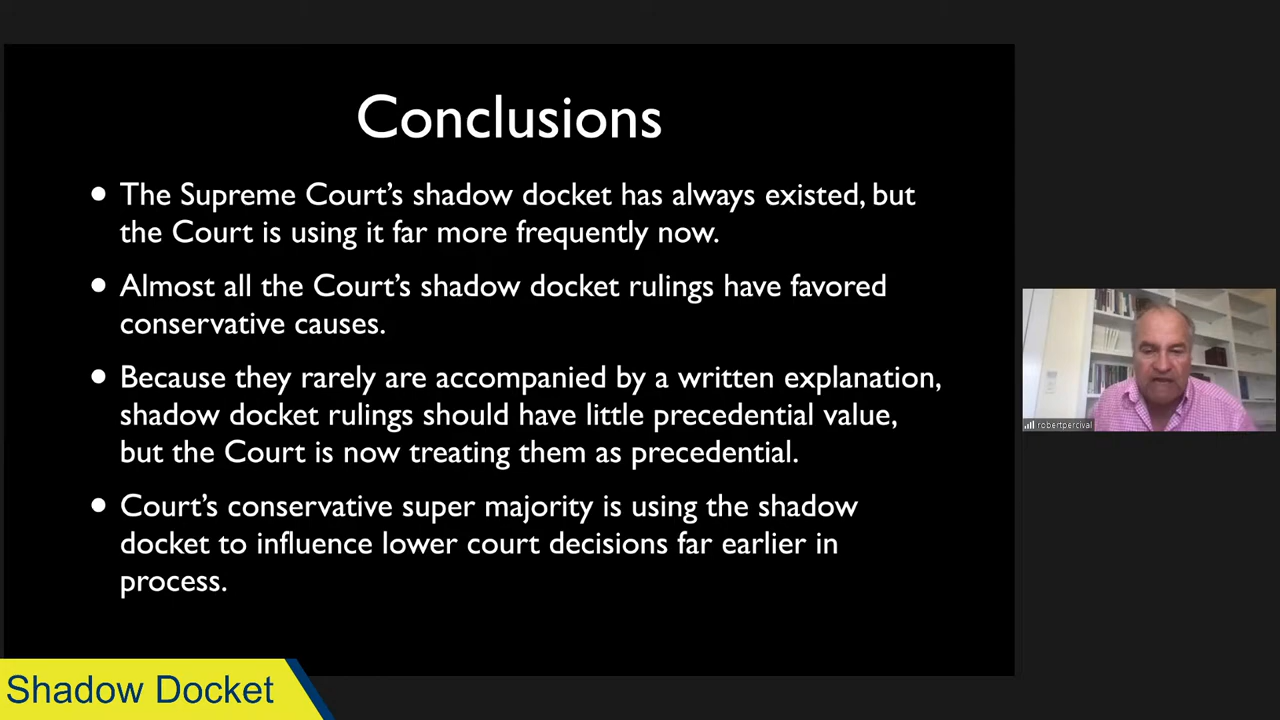 Conclusions
• The Supreme Court's shadow docket has always existed, but
the Court is using it far more frequently now.
• Almost all the Court's shadow docket rulings have favored
conservative causes.
• Because they rarely are accompanied by a written explanation,
shadow docket rulings should have little precedential value,
but the Court is now treating them as precedential.
• Court's conservative super majority is using the shadow
docket to influence lower court decisions far earlier in
process.
robertpercival
Shadow Docket